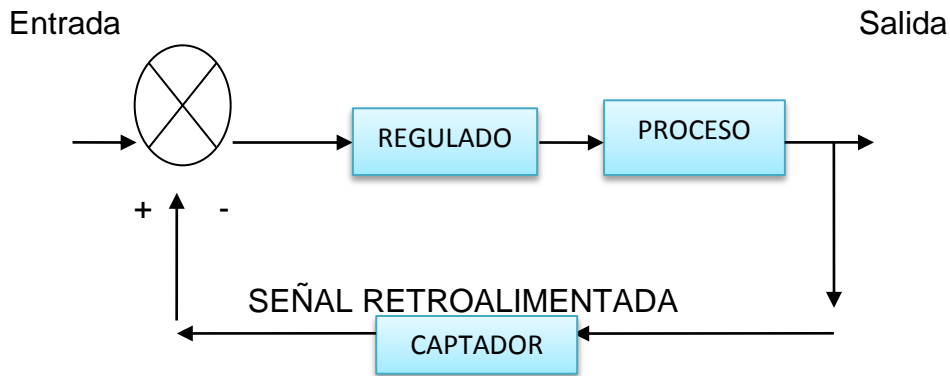 Entrada
Salida
REGULADO
PROCESO
+ -
SEÑAL RETROALIMENTADA
CAPTADOR